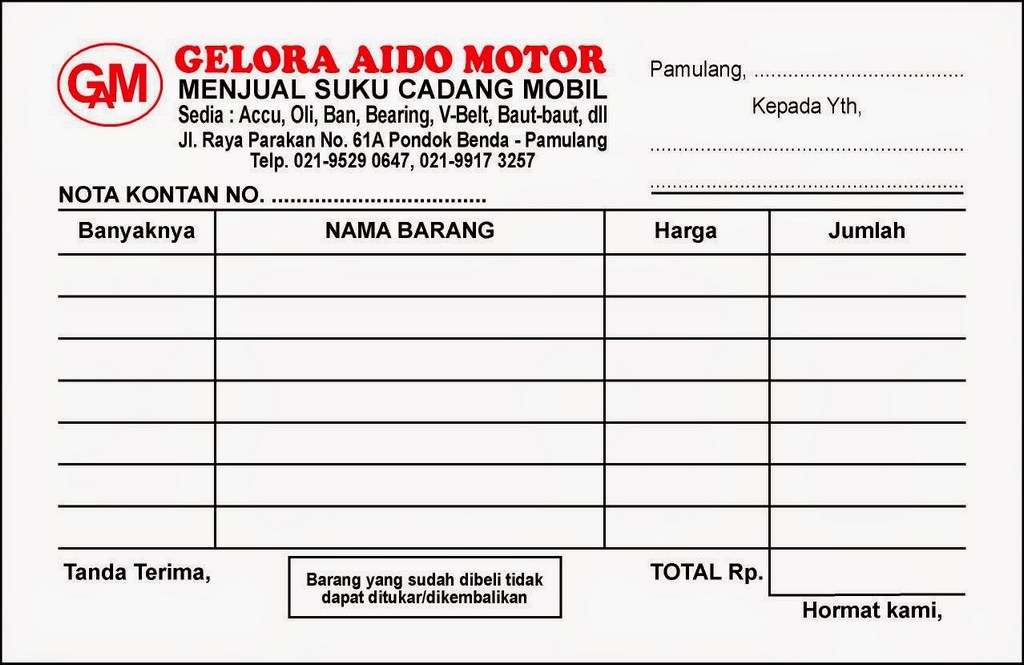 GAM
GELORA AIDO MOTOR
MENJUAL SUKU CADANG MOBIL
Sedia : Accu, Oli, Ban, Bearing, V-Belt, Baut-baut, dll
Jl. Raya Parakan No. 61A Pondok Benda - Pamulang
Telp. 021-9529 0647, 021-9917 3257
Pamulang, ....................................
Kepada Yth,
......................................................
......................................................
NOTA KONTAN NO. ...................................
Banyaknya NAMA BARANG Harga Jumlah
Tanda Terima,
Barang yang sudah dibeli tidak
dapat ditukar/dikembalikan
TOTAL Rp.
Hormat kami,